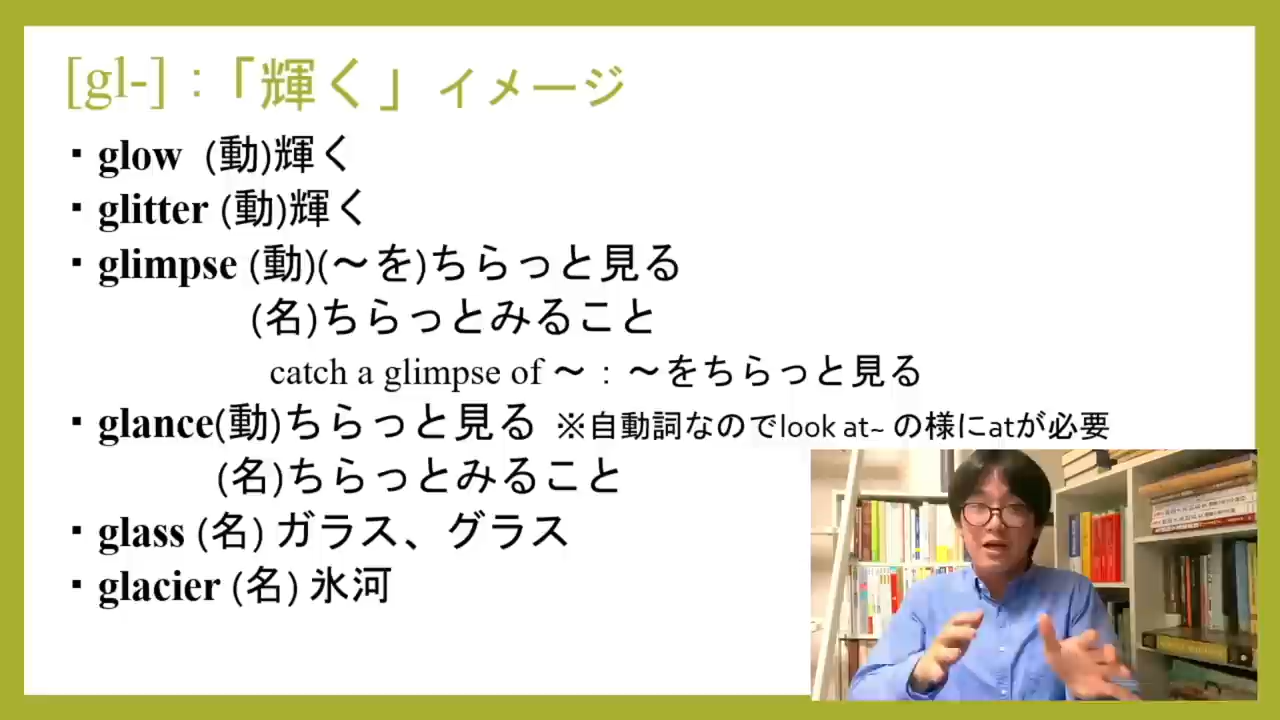 [gl-]：「輝く」イメージ
・glow (動)輝く
・glitter (動)輝く
・glimpse (動)(～を)ちらっと見る
(名)ちらっとみること
catch a glimpse of ～：～をちらっと見る
・glance(動)ちらっと見る ※自動詞なのでlook at~ の様にatが必要
(名)ちらっとみること
・glass (名) ガラス、グラス
・glacier (名) 氷河